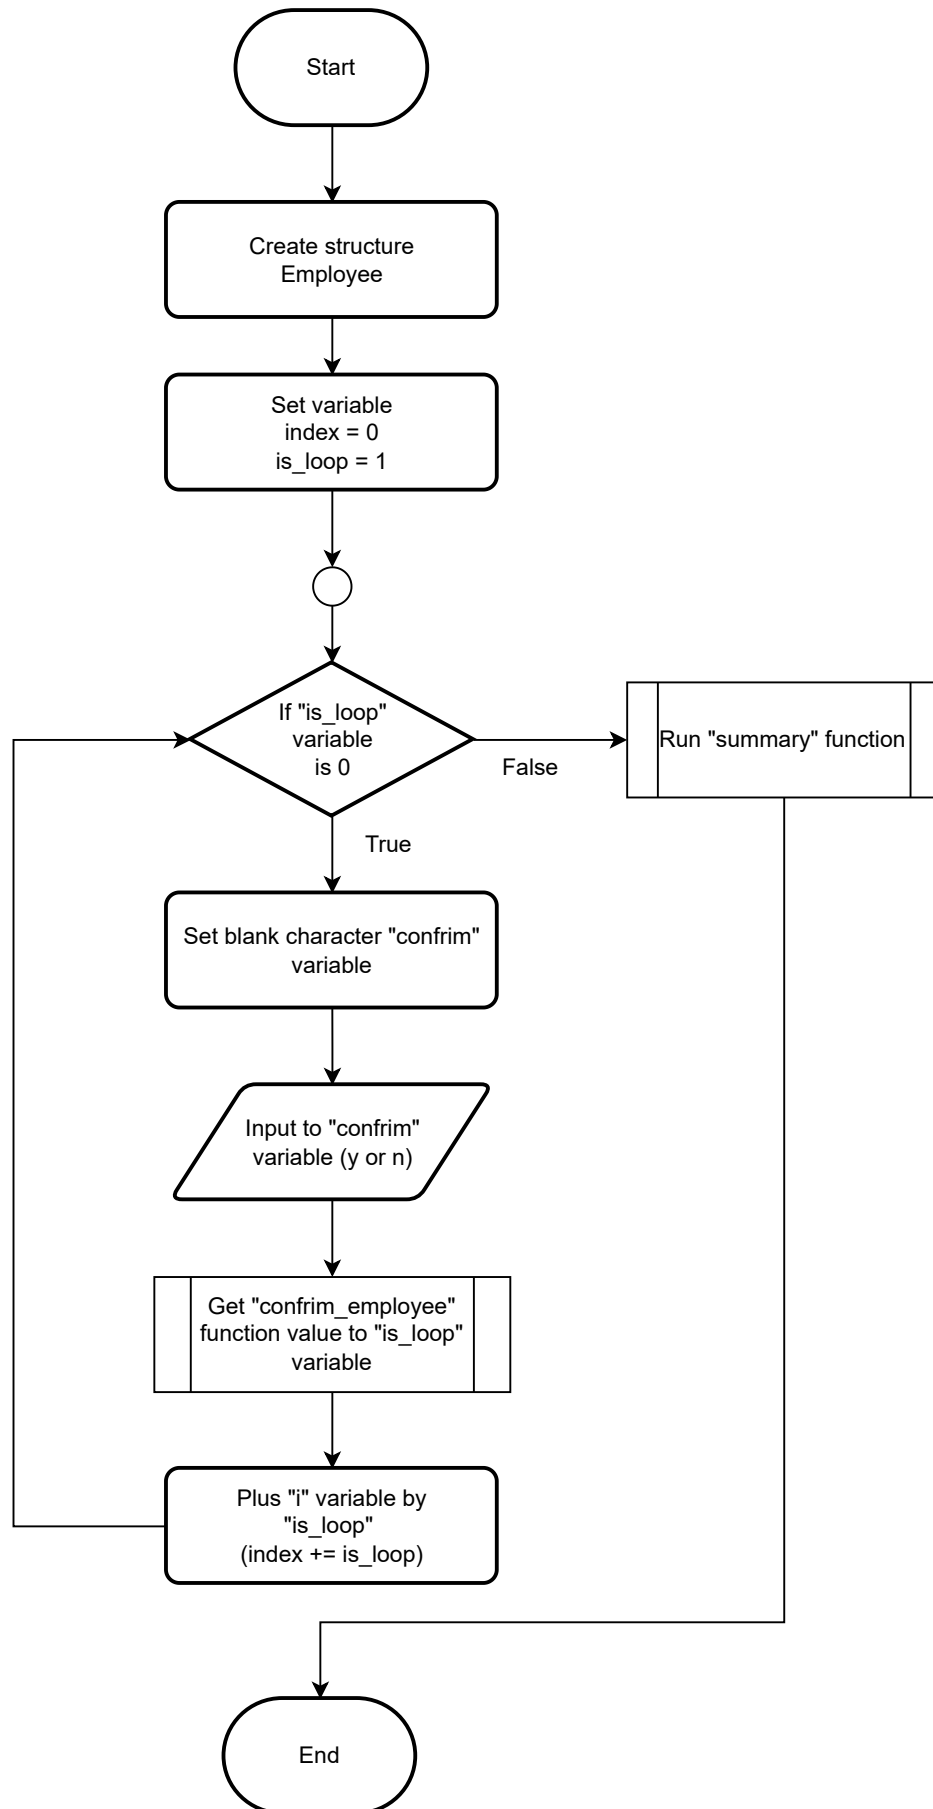 Start
Create structure
Employee
Set variable
index = 0
is_loop = 1
If "is_loop"
variable
is 0
False
Run "summary" function
True
Set blank character "confrim"
variable
Input to "confrim"
variable (y or n)
Get "confrim_employee"
function value to "is_loop"
variable
Plus "i" variable by
"is_loop"
(index += is_loop)
End